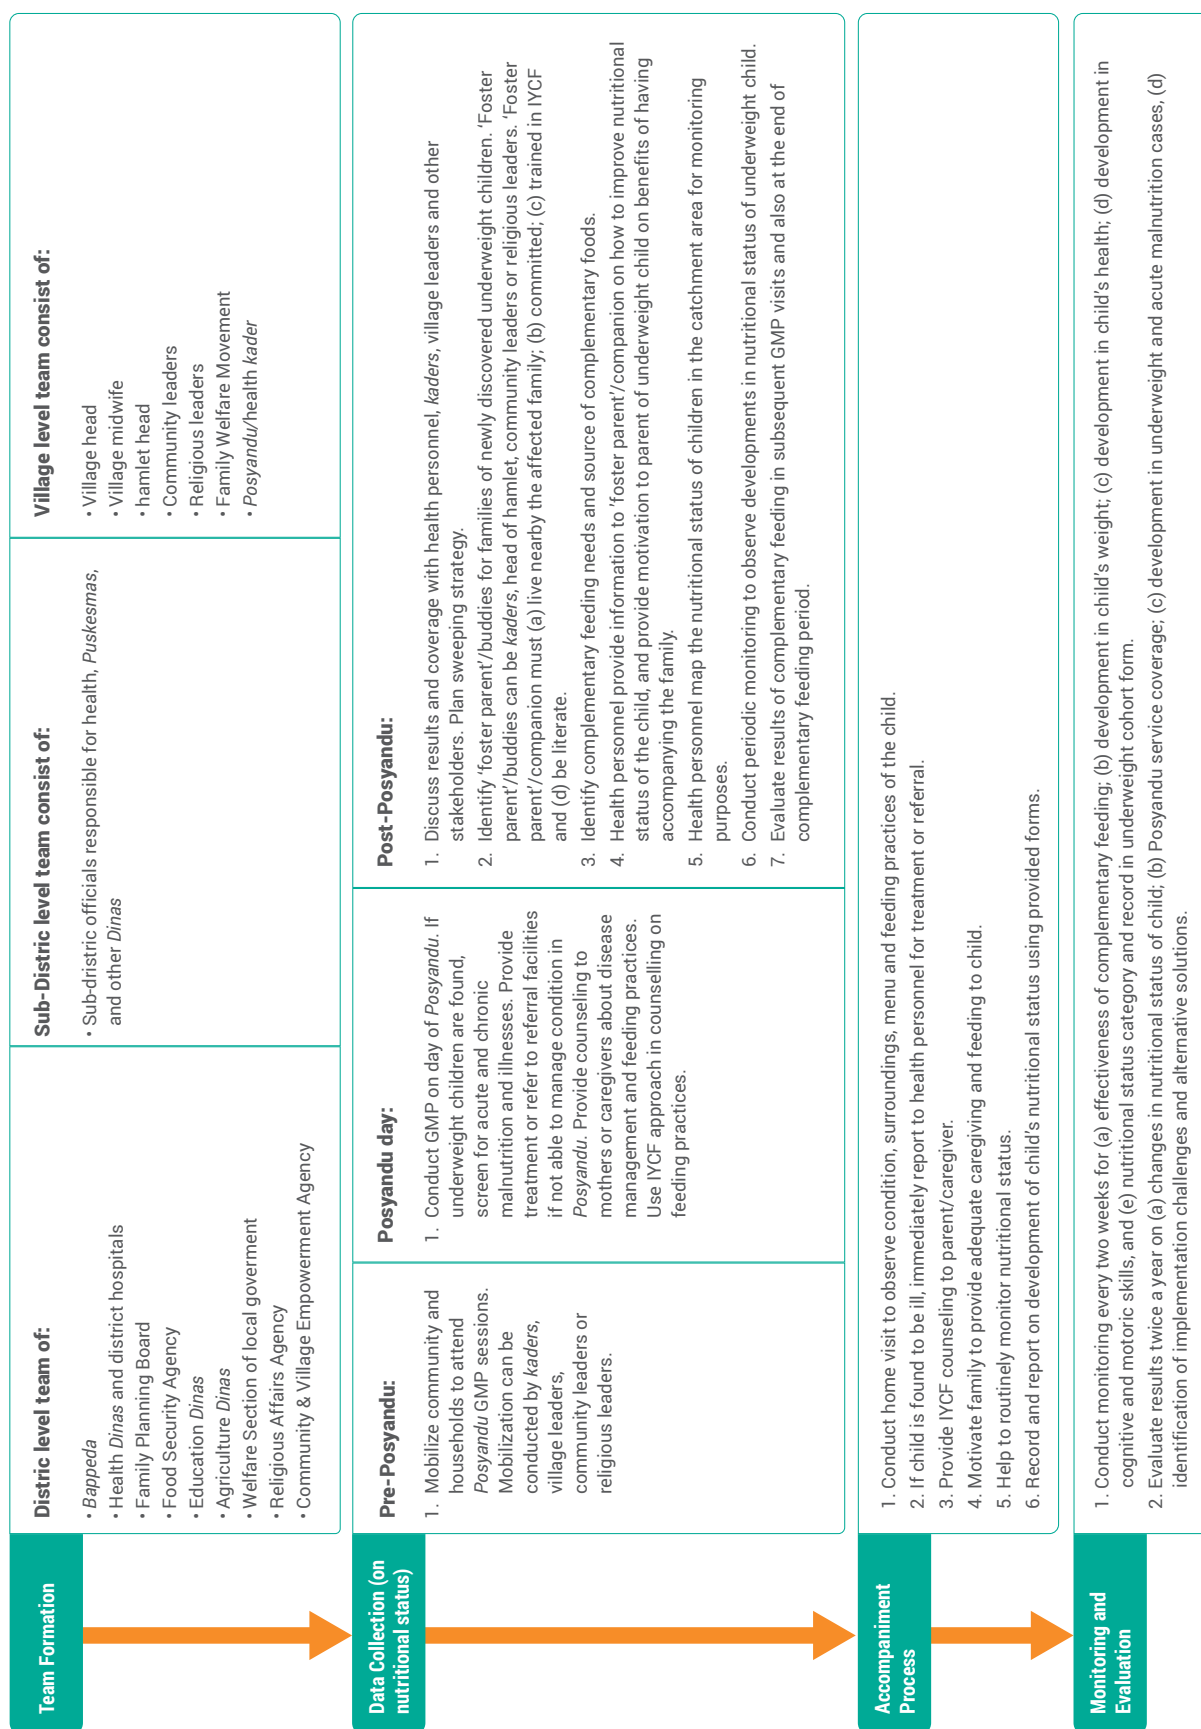 Team Formation
Distric level team of:
• Bappeda
• Health Dinas and district hospitals
• Family Planning Board
• Food Security Agency
• Education Dinas
• Agriculture Dinas
• Welfare Section of local goverment
• Religious Affairs Agency
• Community & Village Empowerment Agency
Sub-Distric level team consist of:
• Sub-dristric officials responsible for health, Puskesmas,
and other Dinas
Village level team consist of:
• Village head
• Village midwife
• hamlet head
• Community leaders
• Religious leaders
• Family Welfare Movement
• Posyandu/health kader
Data Collection (on
nutritional status)
Pre-Posyandu:
1. Mobilize community and
households to attend
Posyandu GMP sessions.
Mobilization can be
conducted by kaders,
village leaders,
community leaders or
religious leaders.
Posyandu day:
1. Conduct GMP on day of Posyandu. If
underweight children are found,
screen for acute and chronic
malnutrition and illnesses. Provide
treatment or refer to referral facilities
if not able to manage condition in
Posyandu. Provide counseling to
mothers or caregivers about disease
management and feeding practices.
Use IYCF approach in counselling on
feeding practices.
Post-Posyandu:
1. Discuss results and coverage with health personnel, kaders, village leaders and other
stakeholders. Plan sweeping strategy.
2. Identify 'foster parent'/buddies for families of newly discovered underweight children. 'Foster
parent'/buddies can be kaders, head of hamlet, community leaders or religious leaders. 'Foster
parent'/companion must (a) live nearby the affected family; (b) committed; (c) trained in IYCF
and (d) be literate.
3. Identify complementary feeding needs and source of complementary foods.
4. Health personnel provide information to 'foster parent'/companion on how to improve nutritional
status of the child, and provide motivation to parent of underweight child on benefits of having
accompanying the family.
5. Health personnel map the nutritional status of children in the catchment area for monitoring
purposes.
6. Conduct periodic monitoring to observe developments in nutritional status of underweight child.
7. Evaluate results of complementary feeding in subsequent GMP visits and also at the end of
complementary feeding period.
Accompaniment
Process
1. Conduct home visit to observe condition, surroundings, menu and feeding practices of the child.
2. If child is found to be ill, immediately report to health personnel for treatment or referral.
3. Provide IYCF counseling to parent/caregiver.
4. Motivate family to provide adequate caregiving and feeding to child.
5. Help to routinely monitor nutritional status.
6. Record and report on development of child's nutritional status using provided forms.
Monitoring and
Evaluation
1. Conduct monitoring every two weeks for (a) effectiveness of complementary feeding; (b) development in child's weight; (c) development in child's health; (d) development in
cognitive and motoric skills, and (e) nutritional status category and record in underweight cohort form.
2. Evaluate results twice a year on (a) changes in nutritional status of child; (b) Posyandu service coverage; (c) development in underweight and acute malnutrition cases, (d)
identification of implementation challenges and alternative solutions.